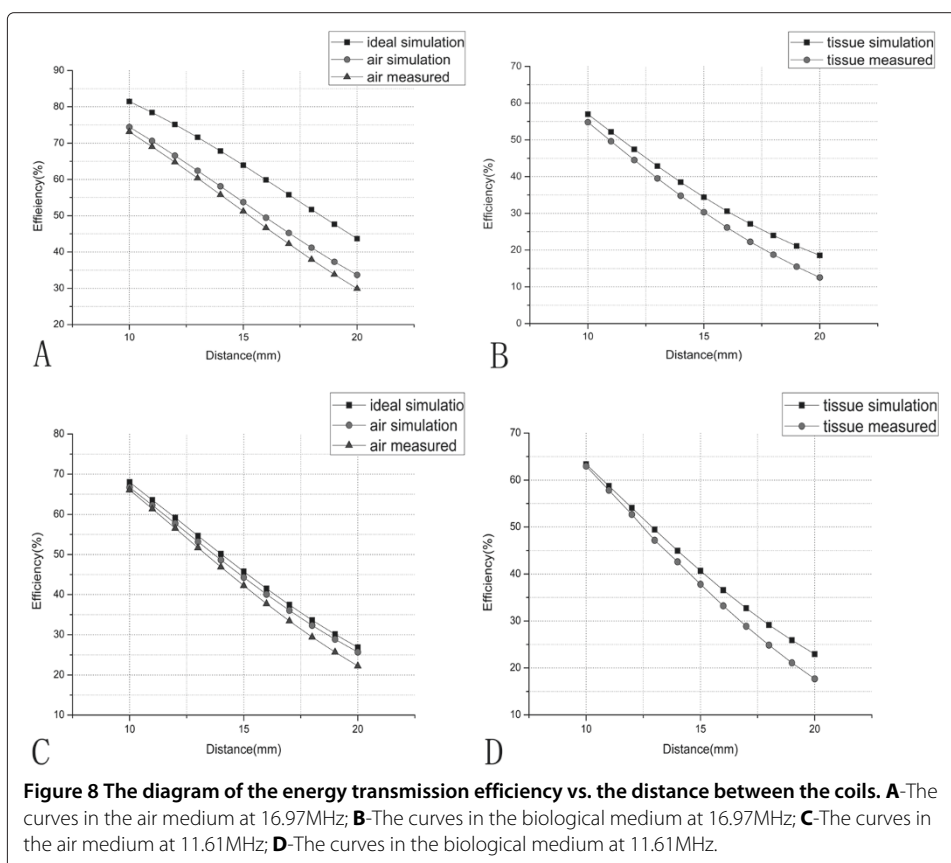 ideal simulation
air simulation
air measured
90
80
70
60
50
40
30
20
Effieiency(%)
10
15
20
Distance(mm)
A
tissue simulation
tissue measured
70
60
50
40
30
20
10
0
Efficiency(%)
10
15
20
Distance(mm)
B
ideal simulatio
air simulation
air measured
80
70
60
50
40
30
20
10
Efficiency(%)
10
15
20
Distance(mm)
C
tissue simulation
tissue measured
70
60
50
40
30
20
10
Efficiency(%)
10
15
20
Distance(mm)
D
Figure 8 The diagram of the energy transmission efficiency vs. the distance between the coils. A-The
curves in the air medium at 16.97MHz; B-The curves in the biological medium at 16.97MHz; C-The curves in
the air medium at 11.61MHz; D-The curves in the biological medium at 11.61MHz.